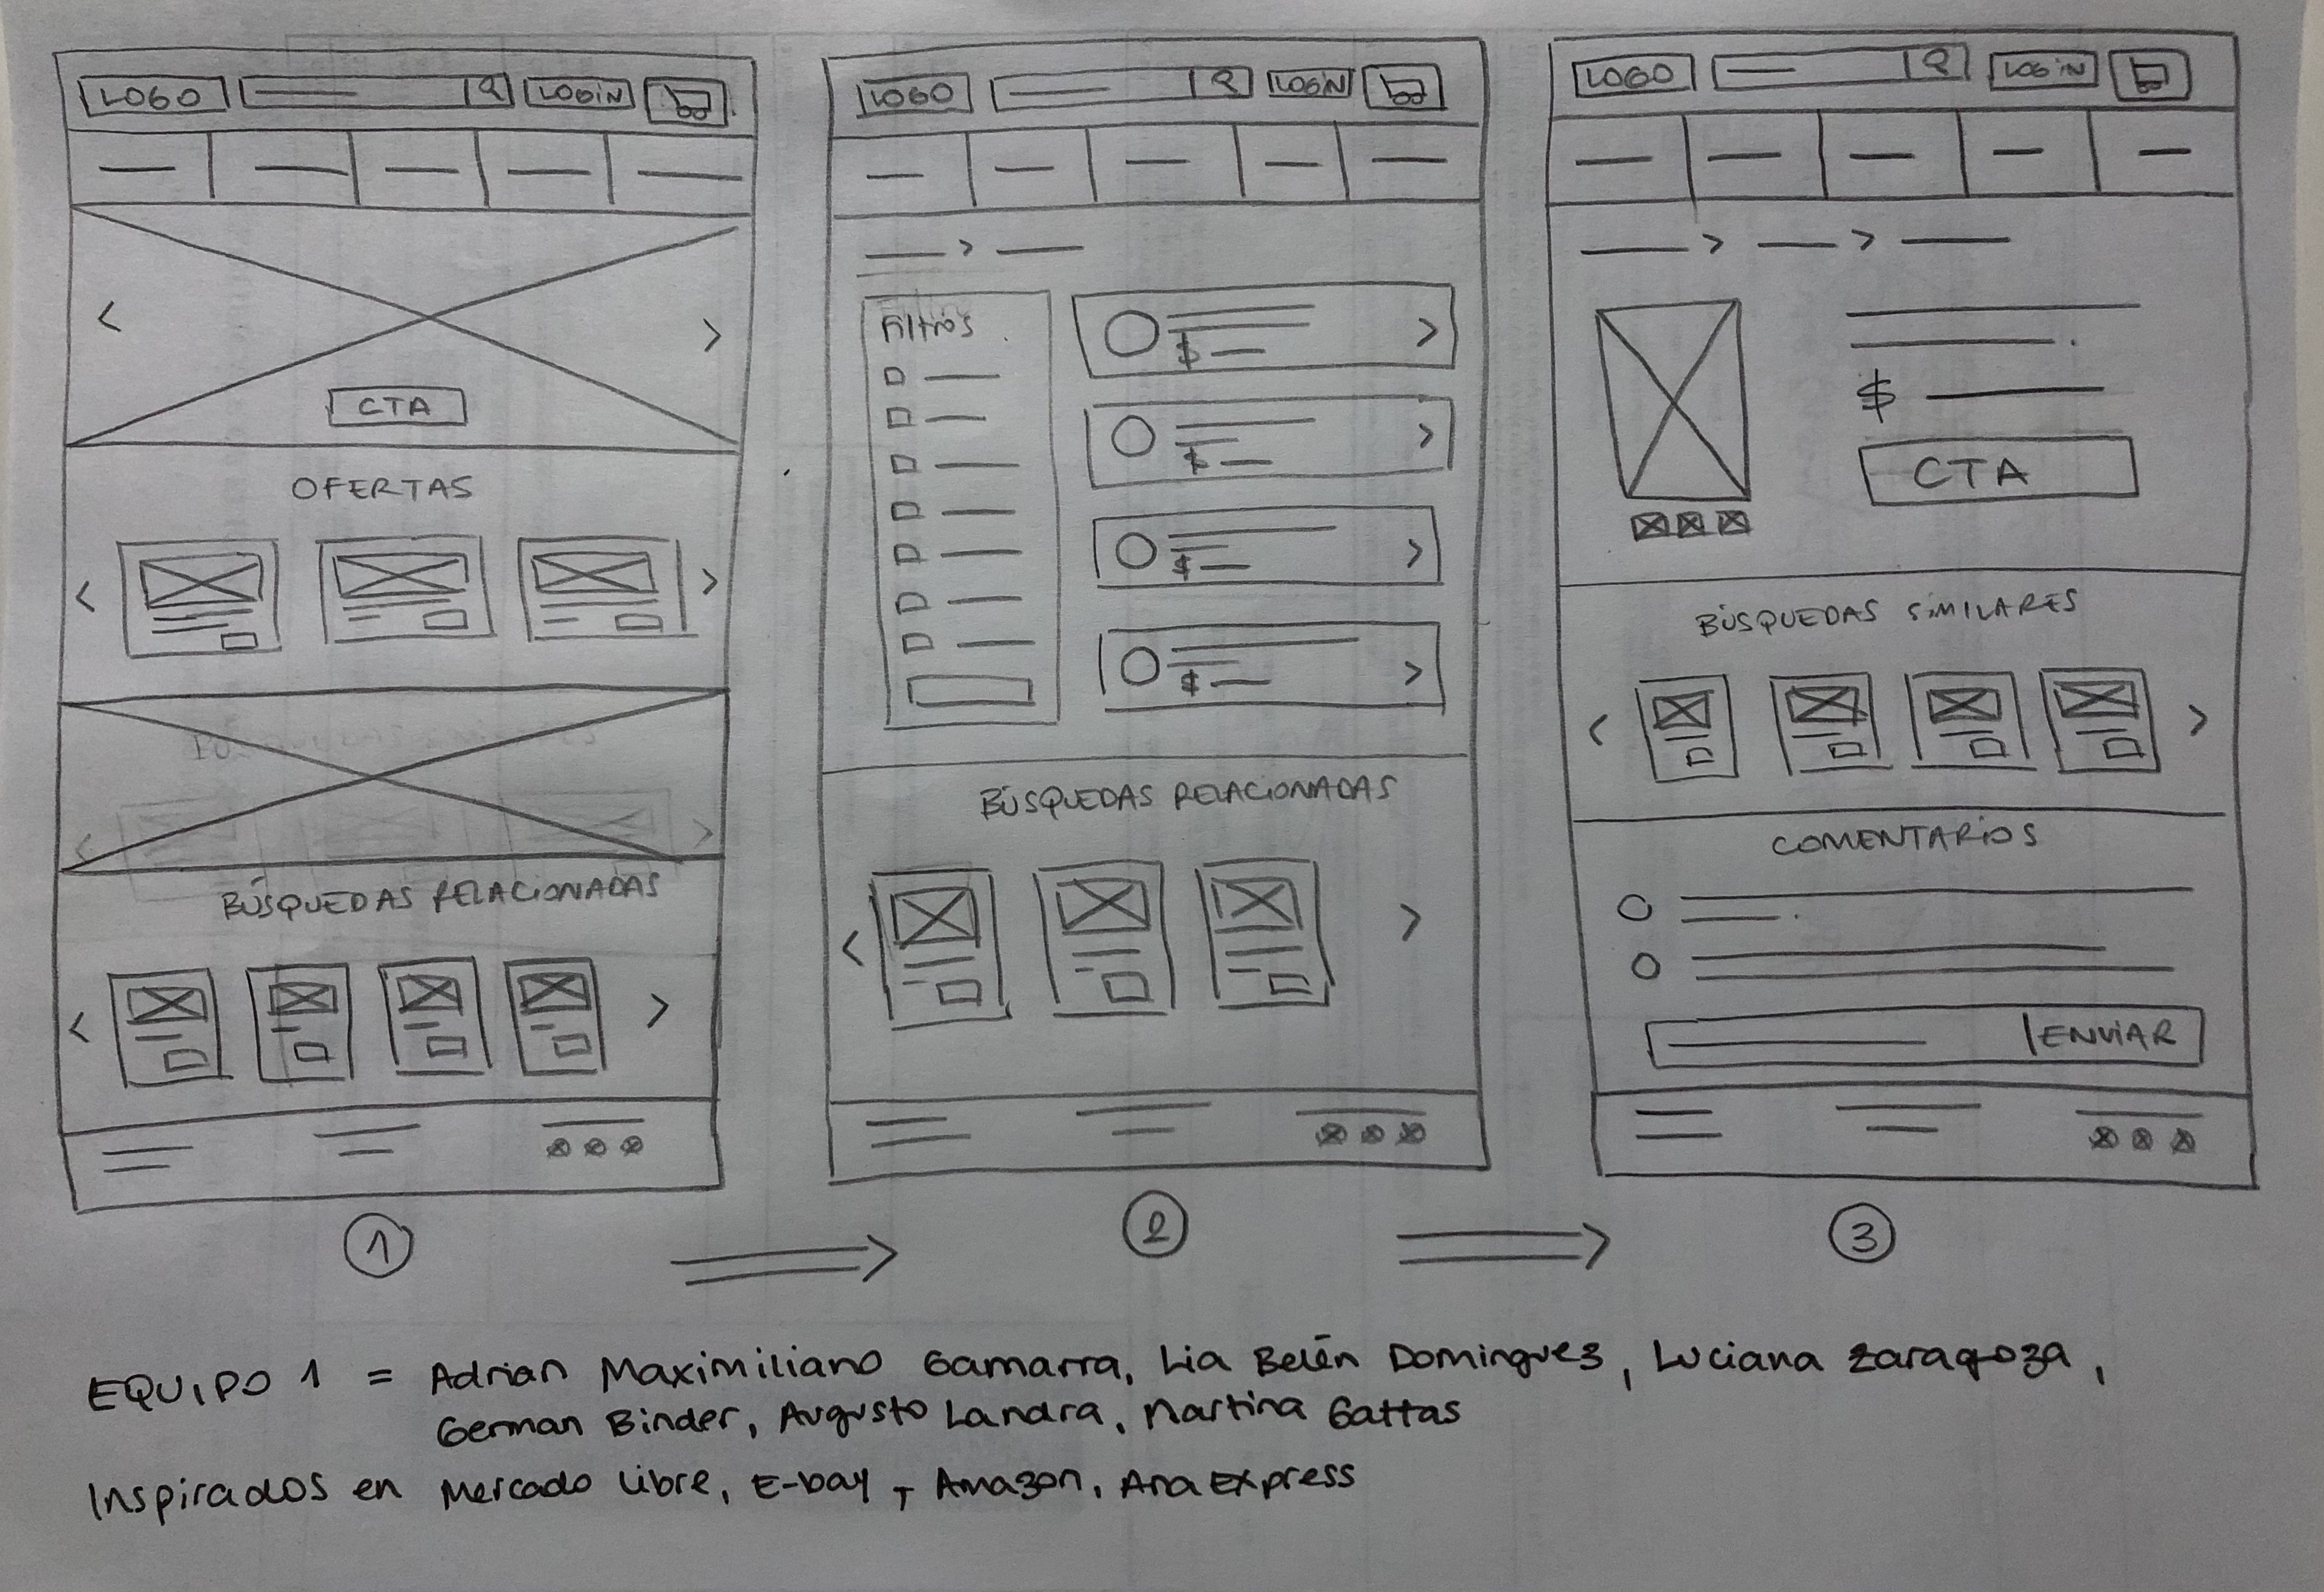 LOGO LOGIN
CTA
OFERTAS
BÚSQUEDAS RELACIONADAS
LOGO LOGIN
Filtros
$
$
$
$
BÚSQUEDAS RELACIONADAS
LOGO LOGIN
$
CTA
BÚSQUEDAS SIMILARES
COMENTARIOS
ENVIAR
1 2 3
EQUIPO 1 = Adrian Maximiliano Gamarra, Lia Belén Domingues, Luciana Zaragoza,
German Binder, Augusto Landra, Martina Gattas
Inspirados en Mercado Libre, E-bay, Amazon, AnaExpress